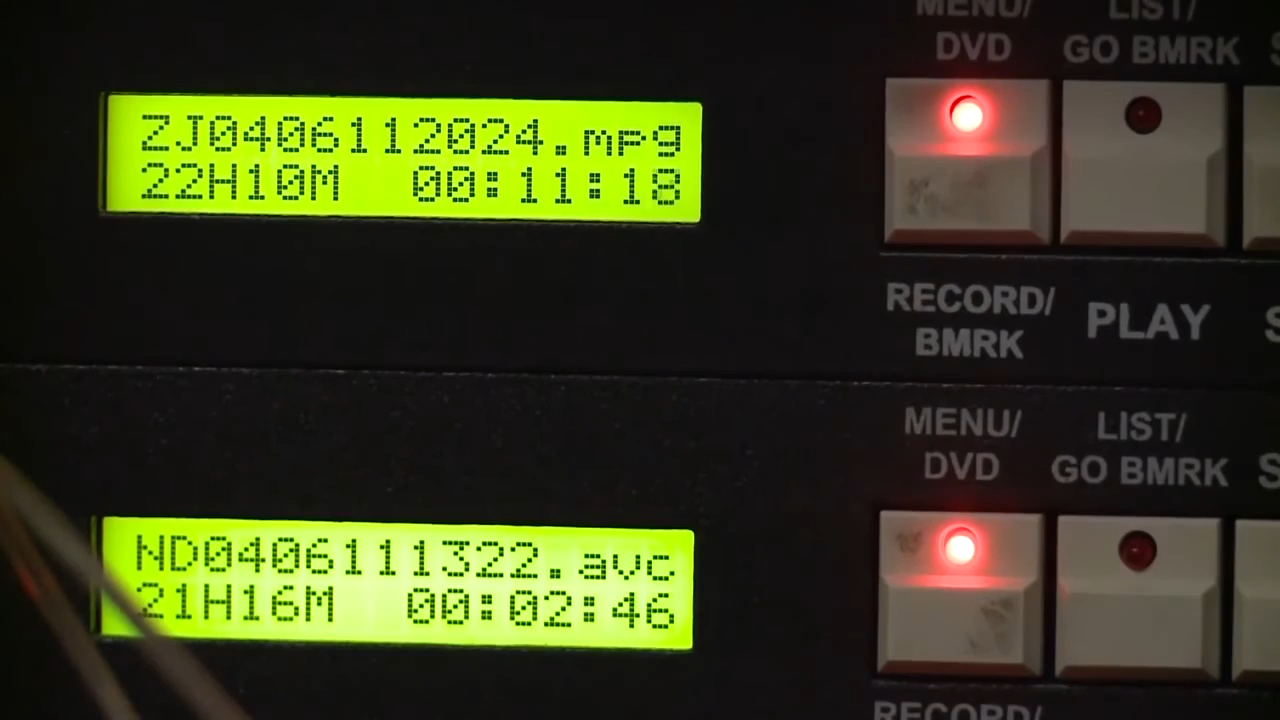 MENU/
DVD
LIST/
GO BMRK
ZJ0406112024.mpg
22H10M 00:11:18
RECORD/
BMRK
PLAY
MENU/
DVD
LIST/
GO BMRK
ND0406111322.avc
21H16M 00:02:46
RECORD/